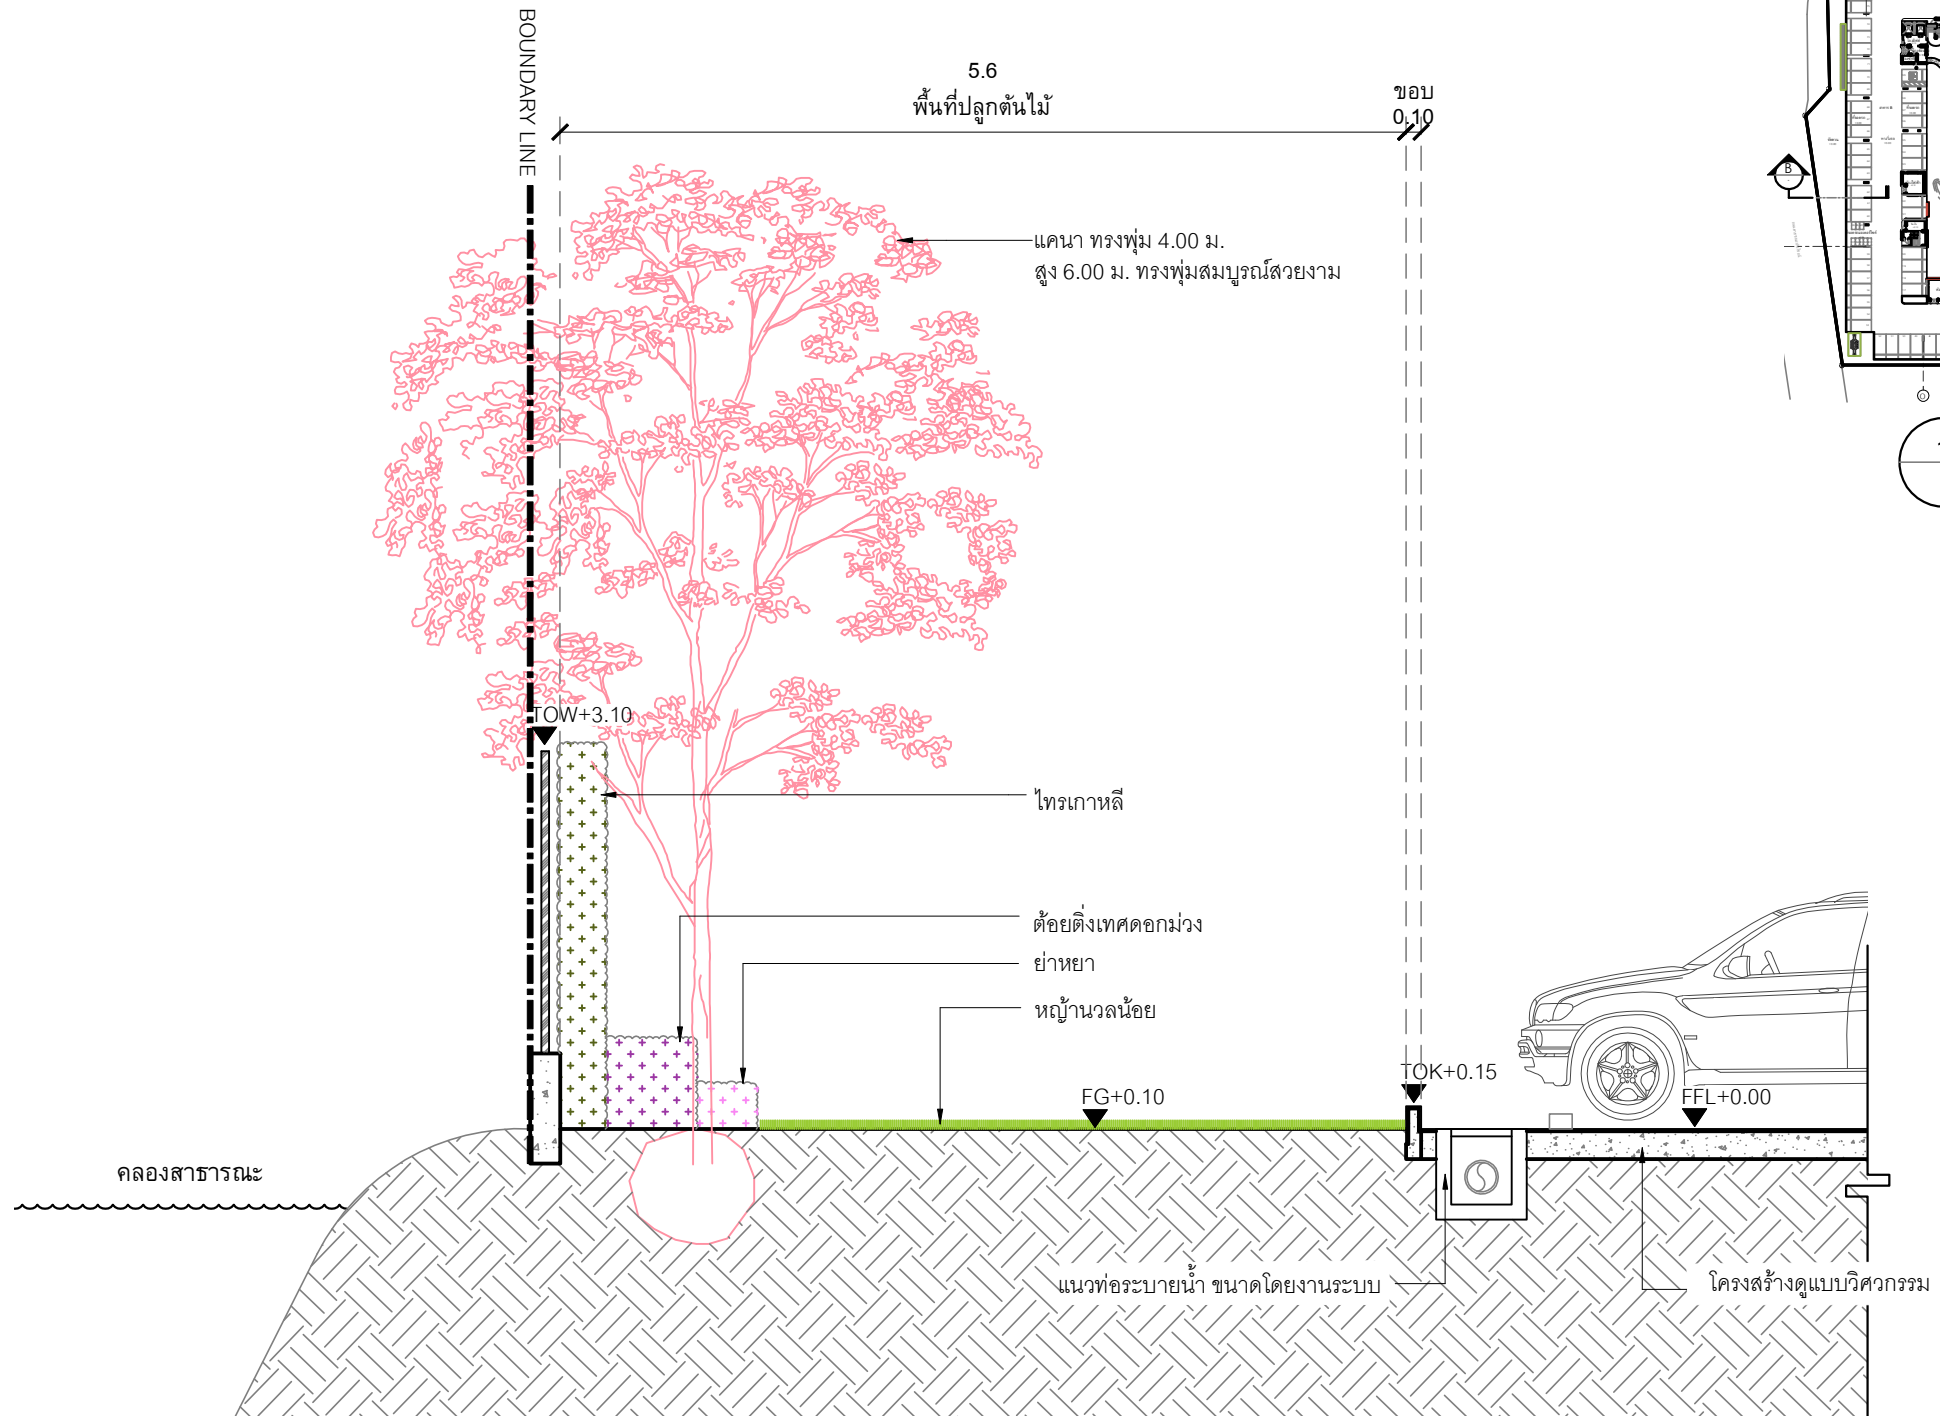 BOUNDARY LINE
5.6
พื้นที่ปลูกต้นไม้
ขอบ
0.10
B
แคนา ทรงพุ่ม 4.00 ม.
สูง 6.00 ม. ทรงพุ่มสมบูรณ์สวยงาม
TOW+3.10
ไทรเกาหลี
ต้อยติ่งเทศดอกม่วง
ย่าหยา
หญ้านวลน้อย
TOK+0.15
FG+0.10
FFL+0.00
คลองสาธารณะ
แนวท่อระบายน้ำ ขนาดโดยงานระบบ
โครงสร้างดูแบบวิศวกรรม